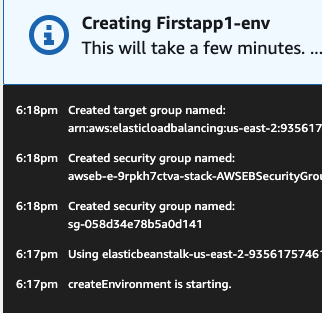 Creating Firstapp1-env
This will take a few minutes. ...
6:18pm Created target group named:
arn:aws:elasticloadbalancing:us-east-2:935617
6:18pm Created security group named:
awseb-e-9rpkh7ctva-stack-AWSEBSecurityGrou
6:18pm Created security group named:
sg-058d34e78b5a0d141
6:17pm Using elasticbeanstalk-us-east-2-93561757461
6:17pm createEnvironment is starting.